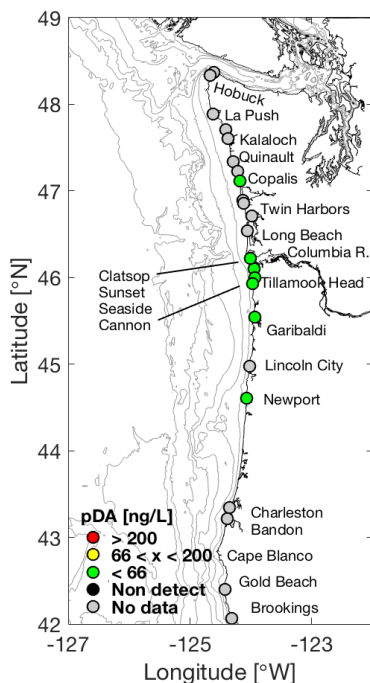 49
48
47
46
45
44
43
42
Latitude [°N]
Hobuck
La Push
Kalaloch
Quinault
Copalis
Twin Harbors
Long Beach
Columbia R.
Clatsop
Sunset
Seaside
Cannon
Tillamook Head
Garibaldi
Lincoln City
Newport
Charleston
Bandon
Cape Blanco
Gold Beach
Brookings
pDA [ng/L]
> 200
66 < x < 200
< 66
Non detect
No data
-127
-125
-123
Longitude [°W]